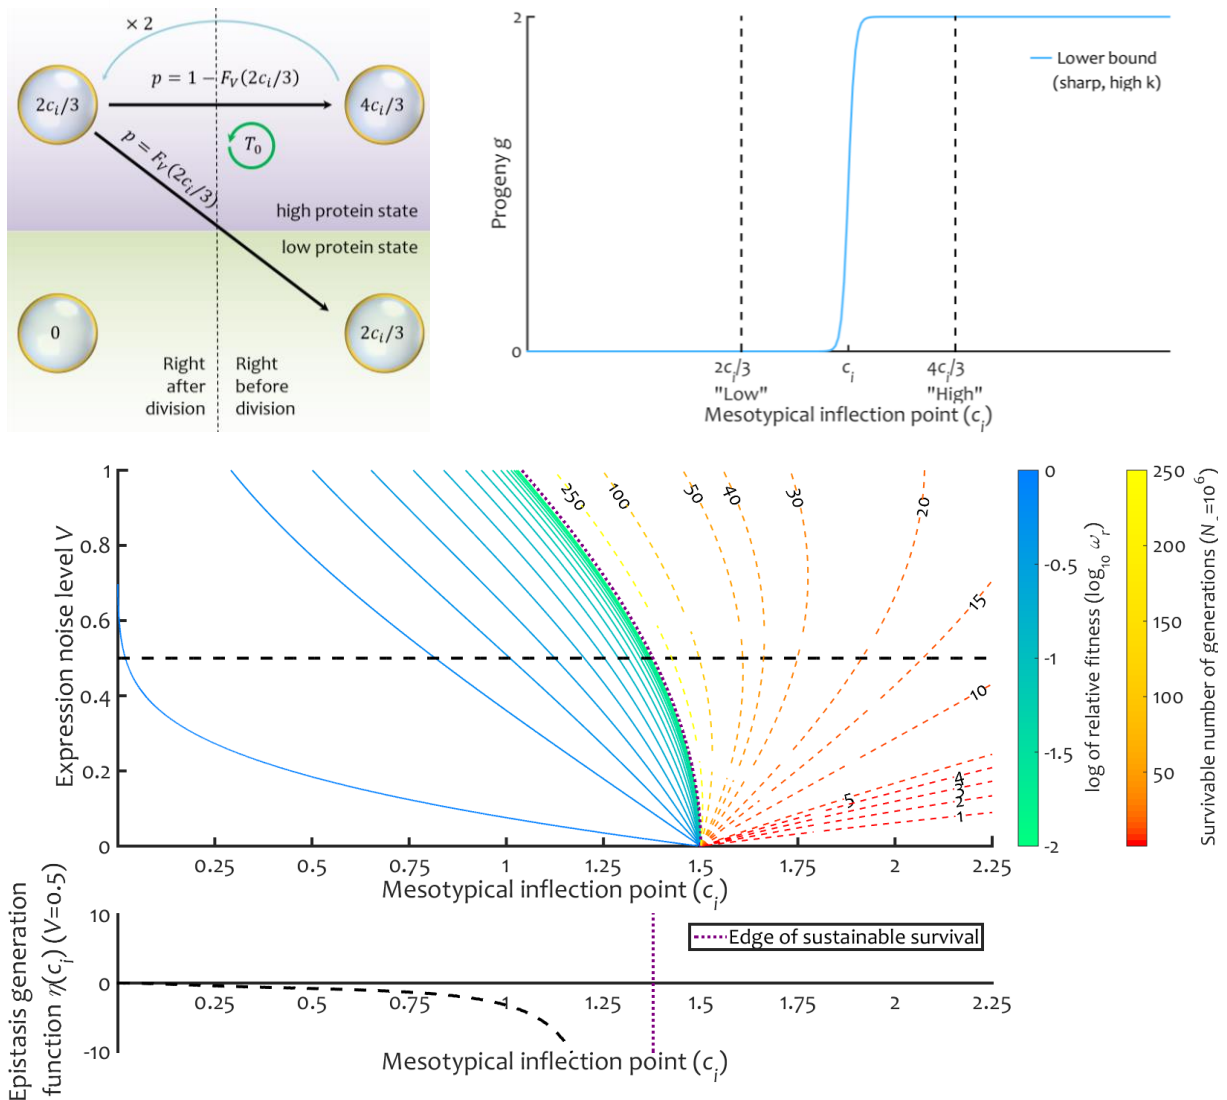 × 2
p = 1 − F_V(2c_i/3)
2c_i/3
4c_i/3
T_0
p = F_V(2c_i/3)
high protein state
low protein state
0
2c_i/3
Right after division
Right before division
2
Progeny g
0
Lower bound
(sharp, high k)
2c_i/3
"Low"
c_i
4c_i/3
"High"
Mesotypical inflection point (c_i)
Expression noise level V
1
0.8
0.6
0.4
0.2
0
250
100
50
40
30
20
15
10
5
4
3
2
1
0.25
0.5
0.75
1
1.25
1.5
1.75
2
2.25
Mesotypical inflection point (c_i)
0
-0.5
-1
-1.5
-2
log of relative fitness (log_10 ω_r)
250
200
150
100
50
Survivable number of generations (N_=10^6)
Epistasis generation
function η(c_i) (V=0.5)
10
0
-10
Edge of sustainable survival
0.25
0.5
0.75
1
1.25
1.5
1.75
2
2.25
Mesotypical inflection point (c_i)